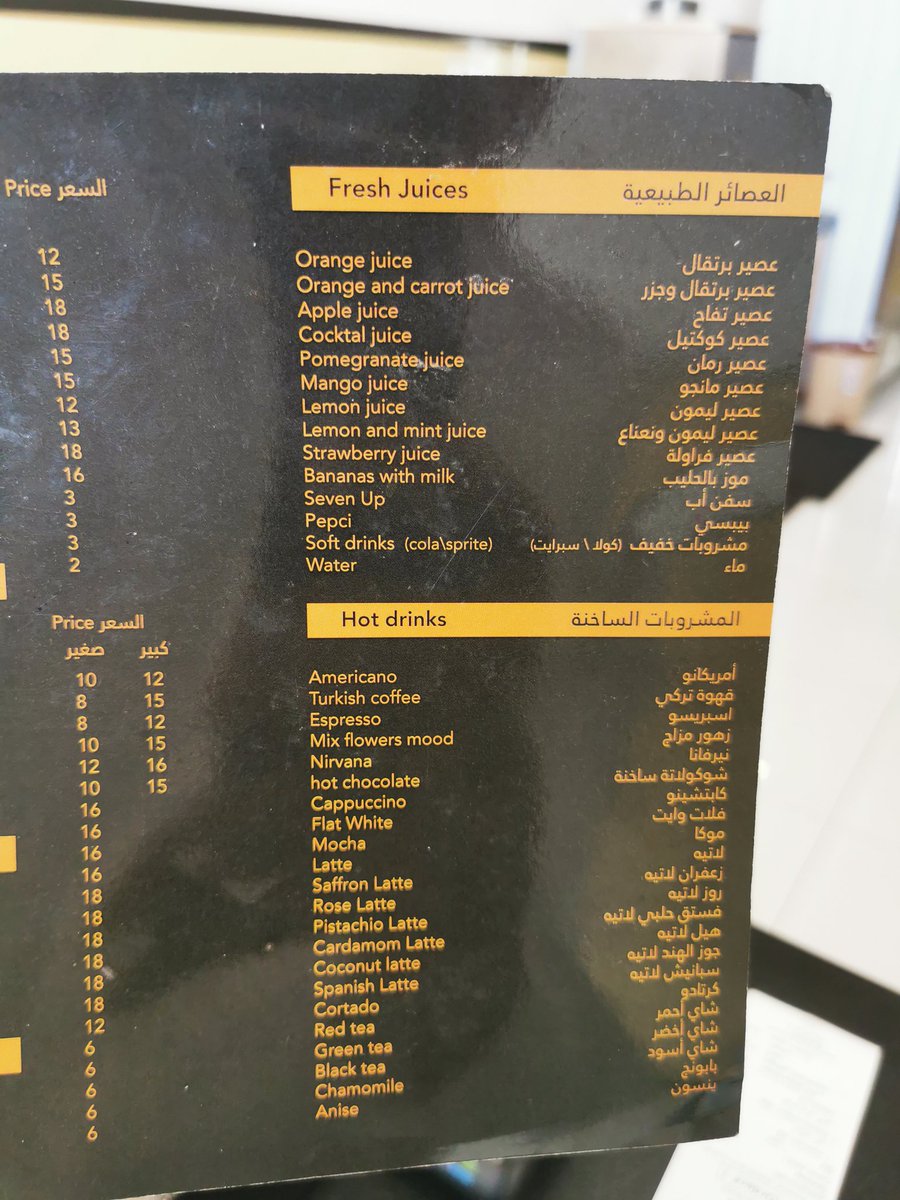 Price السعر Fresh Juices العصائر الطبيعية
12 Orange juice عصير برتقال
15 Orange and carrot juice عصير برتقال وجزر
18 Apple juice عصير تفاح
18 Cocktal juice عصير كوكتيل
15 Pomegranate juice عصير رمان
15 Mango juice عصير مانجو
12 Lemon juice عصير ليمون
13 Lemon and mint juice عصير ليمون ونعناع
18 Strawberry juice عصير فراولة
16 Bananas with milk موز بالحليب
3 Seven Up سفن أب
3 Pepci بيبسي
3 Soft drinks (cola\sprite) مشروبات خفيف (كولا \ سبرايت)
2 Water ماء
Price السعر Hot drinks المشروبات الساخنة
صغير كبير
10 12 Americano أمريكانو
8 15 Turkish coffee قهوة تركي
8 12 Espresso اسبريسو
10 15 Mix flowers mood زهور مزاج
12 16 Nirvana نيرفانا
10 15 hot chocolate شوكولاتة ساخنة
16 Cappuccino كابتشينو
16 Flat White فلات وايت
16 Mocha موكا
16 Latte لاتيه
18 Saffron Latte زعفران لاتيه
18 Rose Latte روز لاتيه
18 Pistachio Latte فستق حلبي لاتيه
18 Cardamom Latte هيل لاتيه
18 Coconut latte جوز الهند لاتيه
18 Spanish Latte سبانيش لاتيه
12 Cortado كرتادو
6 Red tea شاي أحمر
6 Green tea شاي أخضر
6 Black tea شاي أسود
6 Chamomile بابونج
6 Anise ينسون